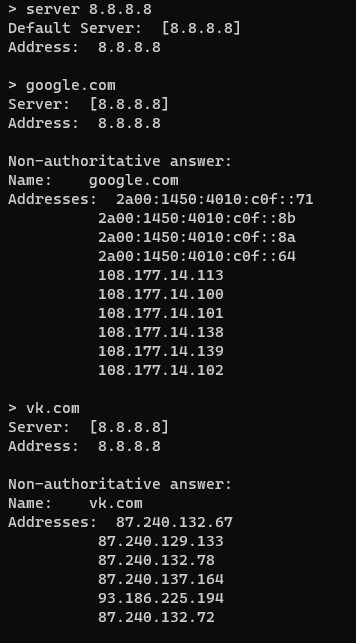 > server 8.8.8.8
Default Server:  [8.8.8.8]
Address:  8.8.8.8

> google.com
Server:  [8.8.8.8]
Address:  8.8.8.8

Non-authoritative answer:
Name:    google.com
Addresses:  2a00:1450:4010:c0f::71
          2a00:1450:4010:c0f::8b
          2a00:1450:4010:c0f::8a
          2a00:1450:4010:c0f::64
          108.177.14.113
          108.177.14.100
          108.177.14.101
          108.177.14.138
          108.177.14.139
          108.177.14.102

> vk.com
Server:  [8.8.8.8]
Address:  8.8.8.8

Non-authoritative answer:
Name:    vk.com
Addresses:  87.240.132.67
          87.240.129.133
          87.240.132.78
          87.240.137.164
          93.186.225.194
          87.240.132.72